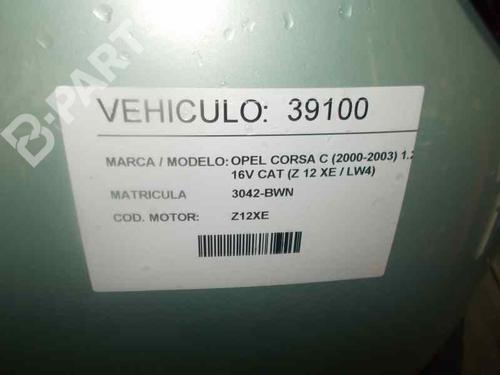 B-PART
VEHICULO: 39100
MARCA / MODELO: OPEL CORSA C (2000-2003) 1.2
16V CAT (Z 12 XE / LW4)
MATRICULA 3042-BWN
COD. MOTOR: Z12XE